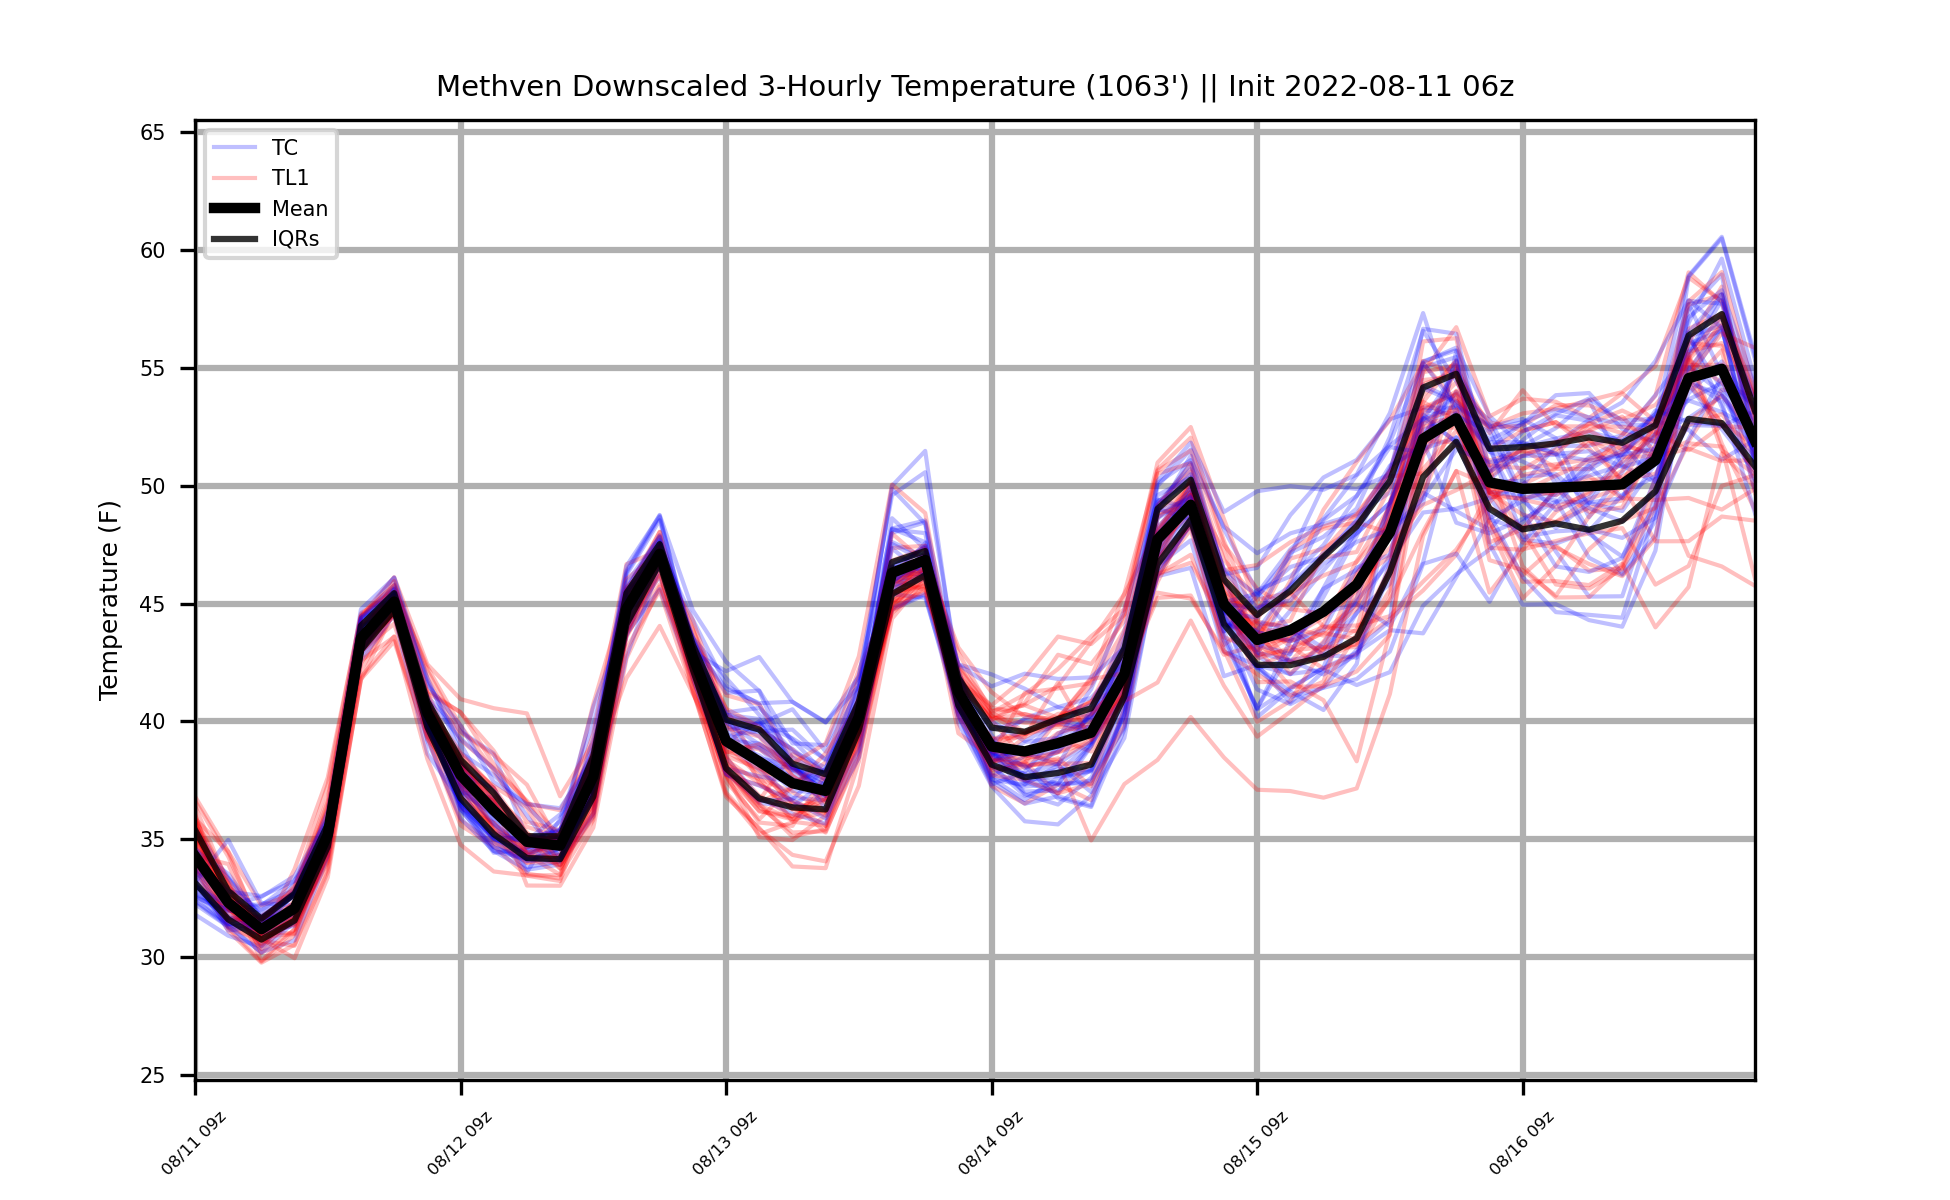 Methven Downscaled 3-Hourly Temperature (1063') || Init 2022-08-11 06z
TC
TL1
Mean
IQRs
Temperature (F)
65
60
55
50
45
40
35
30
25
08/11 09z
08/12 09z
08/13 09z
08/14 09z
08/15 09z
08/16 09z